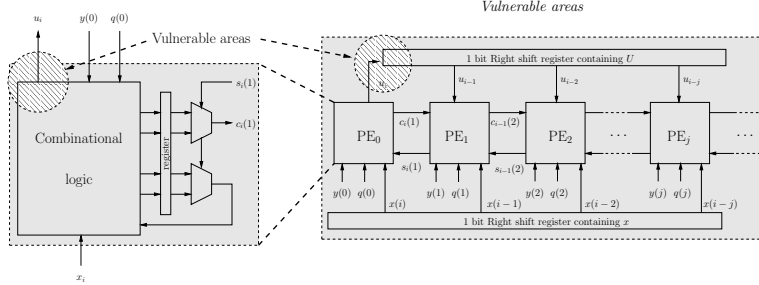 Vulnerable areas
u_i
y(0) q(0)
Vulnerable areas
Combinational
logic
register
s_i(1)
c_i(1)
x_i
1 bit Right shift register containing U
u_i u_{i−1} u_{i−2} u_{i−j}
PE_0 c_i(1) PE_1 c_{i−1}(2) PE_2 ··· PE_j ···
s_i(1) s_{i−1}(2)
y(0) q(0) y(1) q(1) y(2) q(2) y(j) q(j)
x(i) x(i − 1) x(i − 2) x(i − j)
1 bit Right shift register containing x